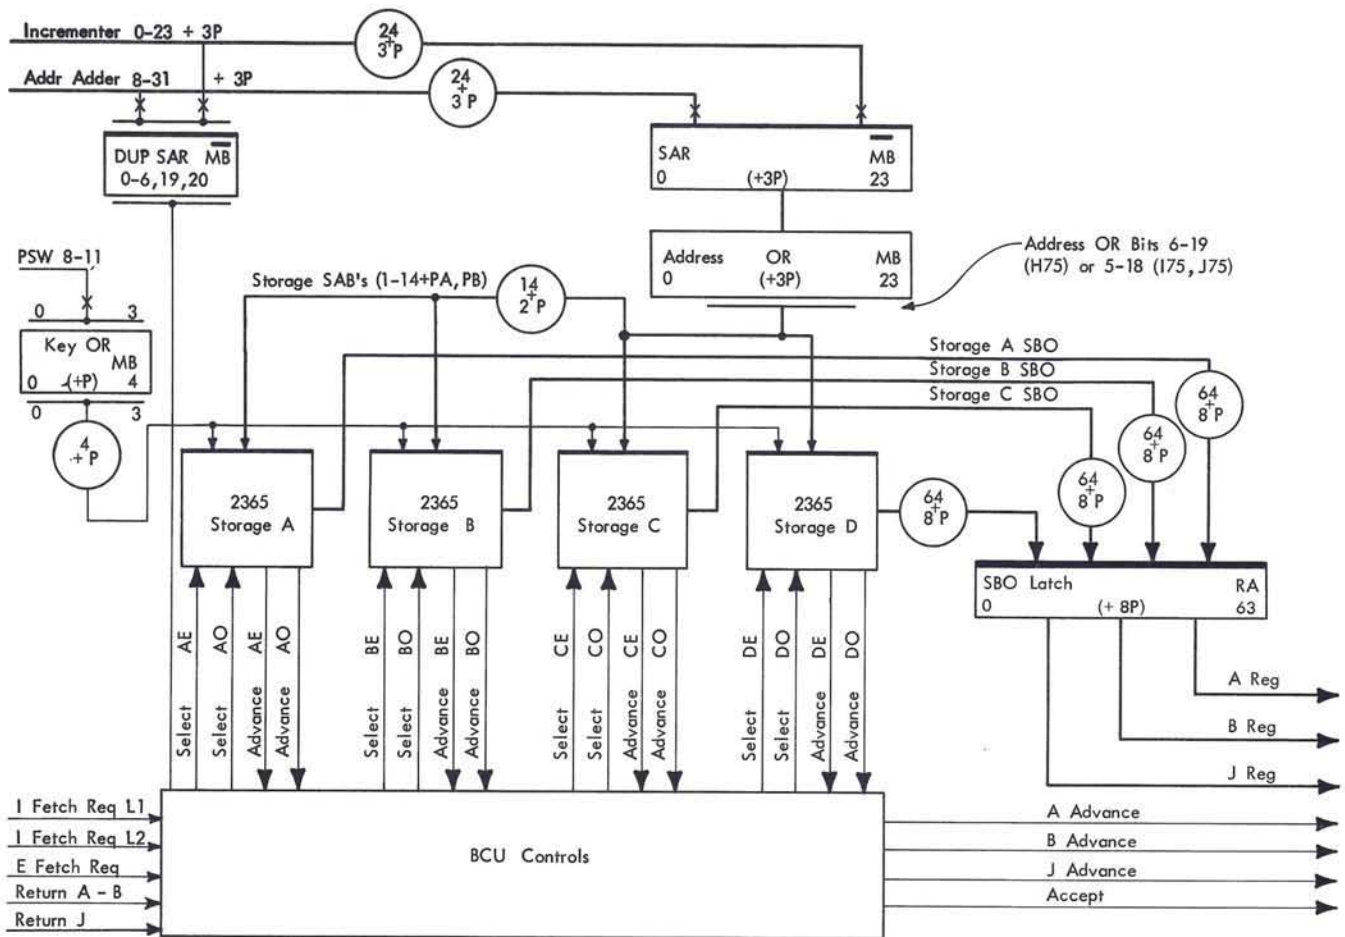 Incrementer 0-23 + 3P
24 + 3 P
Addr Adder 8-31 + 3P
24 + 3 P
DUP SAR MB
0-6,19,20
SAR MB
0 (+3P) 23
PSW 8-11
Address OR MB
0 (+3P) 23
Address OR Bits 6-19
(H75) or 5-18 (I75, J75)
Storage SAB's (1-14+PA, PB)
14 + 2 P
0 3
Key OR
MB
0 (+P) 4
0 3
4 + P
Storage A SBO
Storage B SBO
Storage C SBO
64 + 8 P
64 + 8 P
64 + 8 P
64 + 8 P
2365
Storage A
2365
Storage B
2365
Storage C
2365
Storage D
SBO Latch RA
0 (+ 8P) 63
Select AE
Select AO
Advance AE
Advance AO
Select BE
Select BO
Advance BE
Advance BO
Select CE
Select CO
Advance CE
Advance CO
Select DE
Select DO
Advance DE
Advance DO
A Reg
B Reg
J Reg
I Fetch Req L1
I Fetch Req L2
E Fetch Req
Return A - B
Return J
BCU Controls
A Advance
B Advance
J Advance
Accept